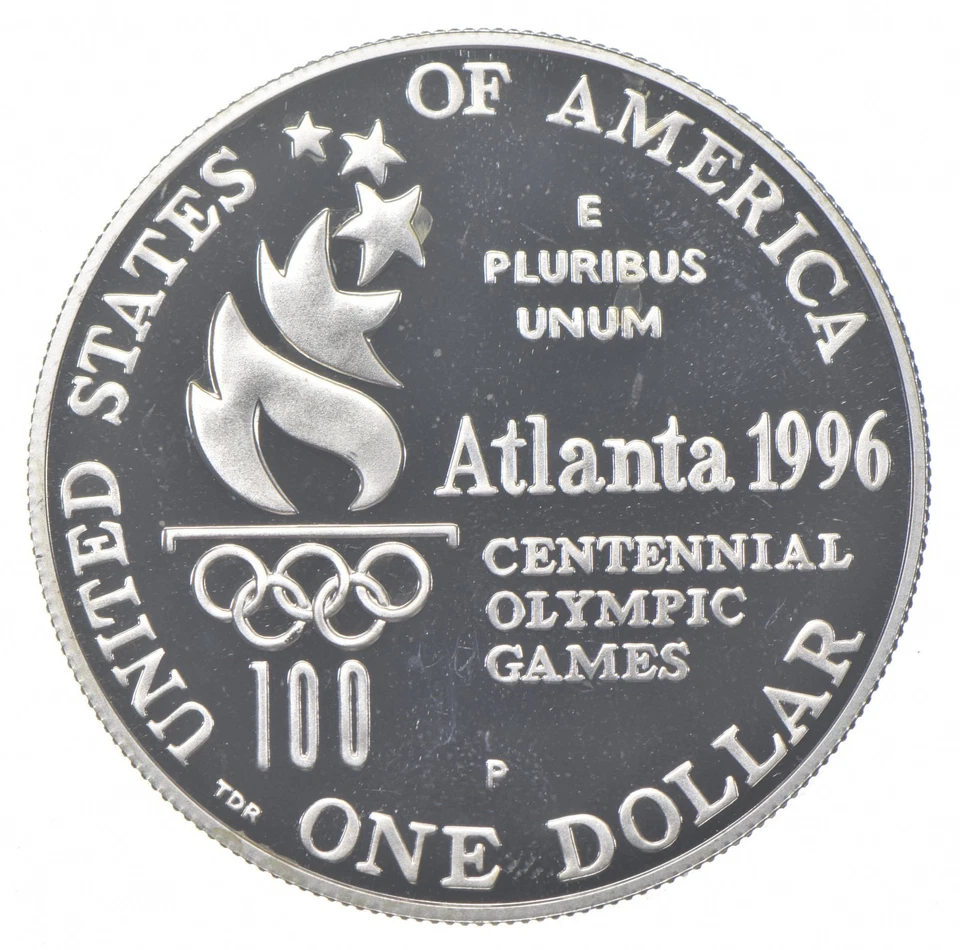 UNITED STATES OF AMERICA
E
PLURIBUS
UNUM
Atlanta 1996
CENTENNIAL
OLYMPIC
GAMES
100
P
TDR
ONE DOLLAR